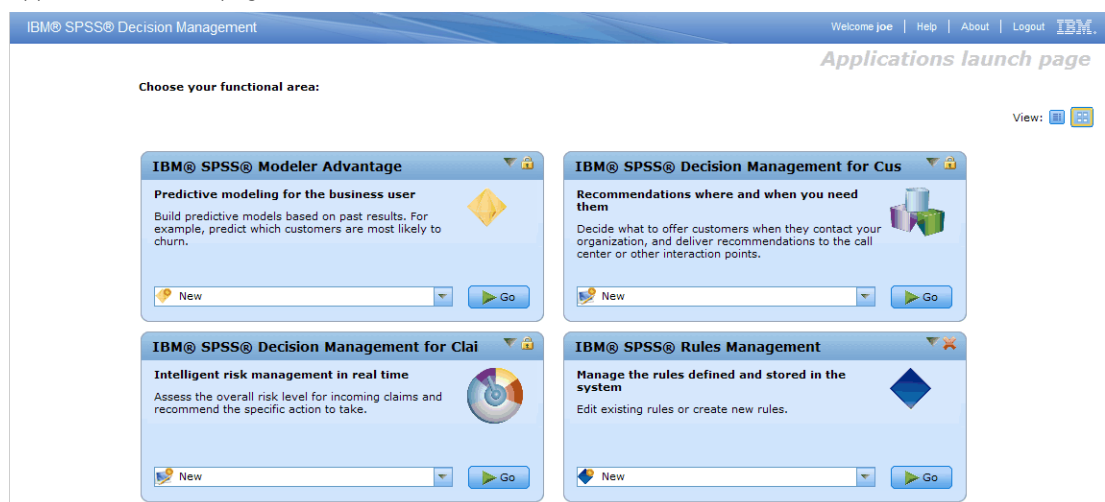 IBM® SPSS® Decision Management
Welcome joe | Help | About | Logout IBM.
Applications launch page
Choose your functional area:
View:
IBM® SPSS® Modeler Advantage
Predictive modeling for the business user
Build predictive models based on past results. For
example, predict which customers are most likely to
churn.
New
Go
IBM® SPSS® Decision Management for Cus
Recommendations where and when you need
them
Decide what to offer customers when they contact your
organization, and deliver recommendations to the call
center or other interaction points.
New
Go
IBM® SPSS® Decision Management for Clai
Intelligent risk management in real time
Assess the overall risk level for incoming claims and
recommend the specific action to take.
New
Go
IBM® SPSS® Rules Management
Manage the rules defined and stored in the
system
Edit existing rules or create new rules.
New
Go